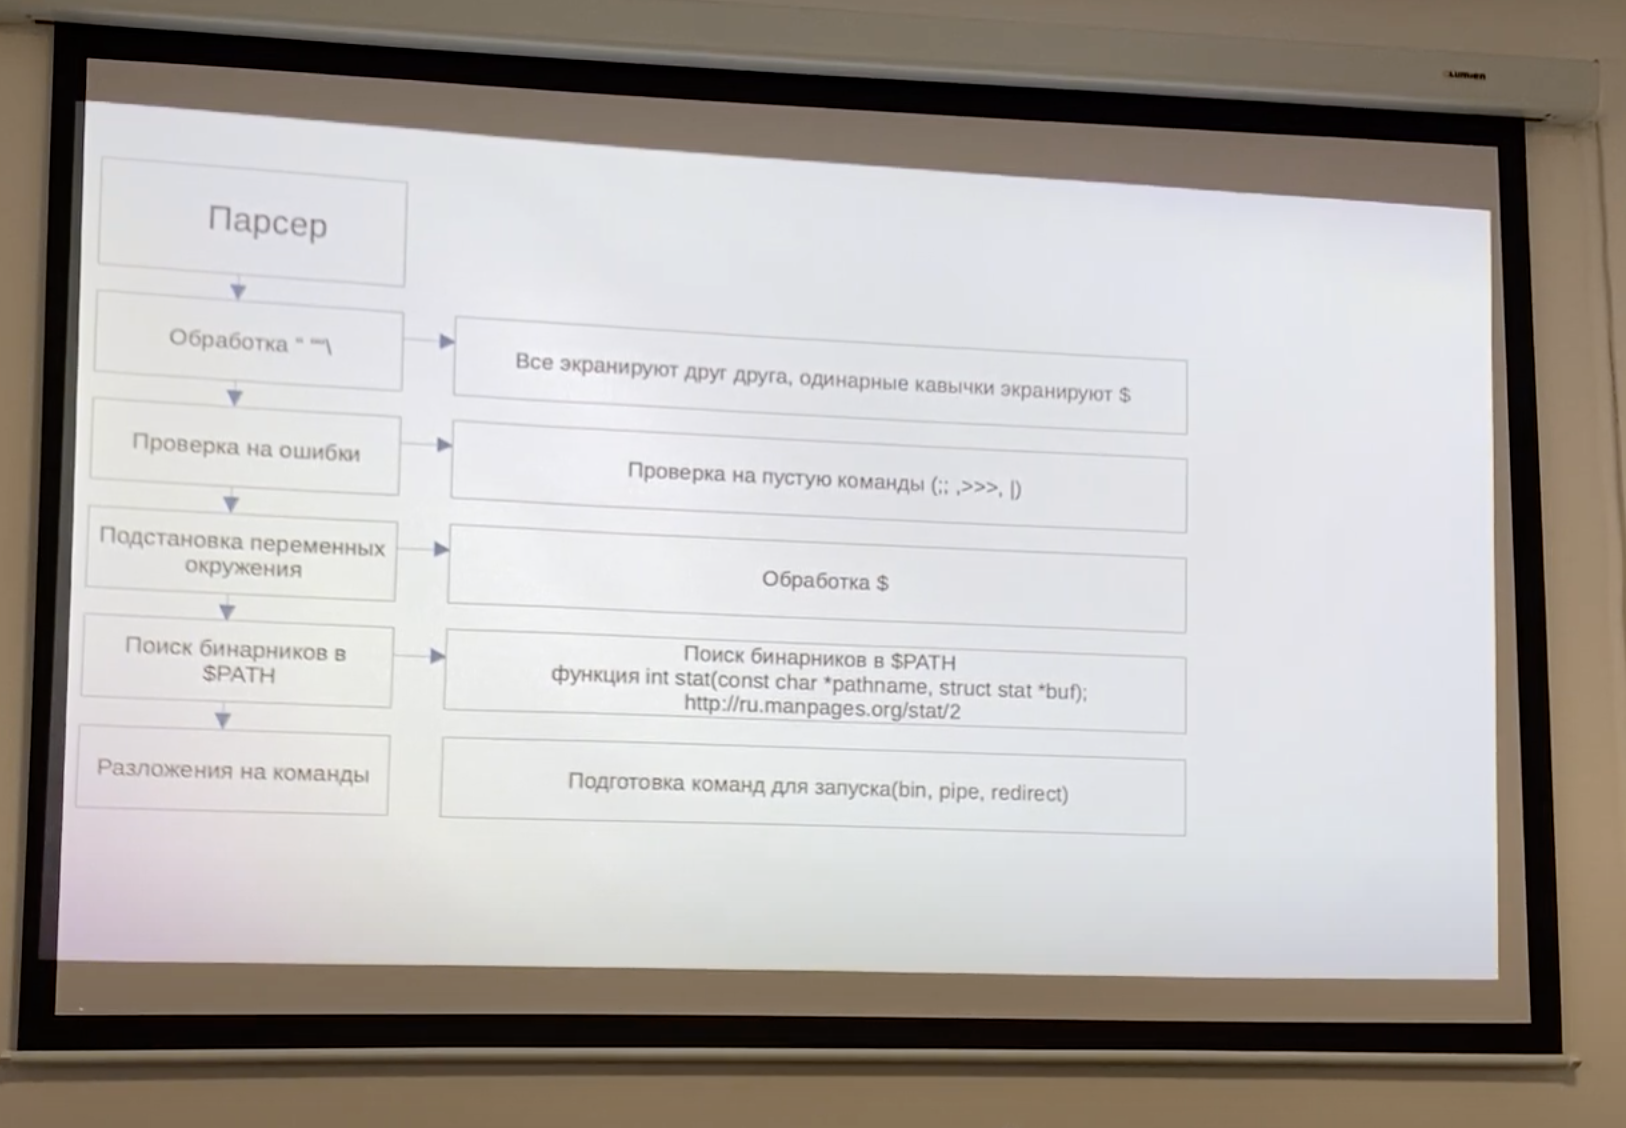 LUMIEN
Парсер
Обработка “ ""\
Все экранируют друг друга, одинарные кавычки экранируют $
Проверка на ошибки
Проверка на пустую команды (;; ,>>>, |)
Подстановка переменных
окружения
Обработка $
Поиск бинарников в
$PATH
Поиск бинарников в $PATH
функция int stat(const char *pathname, struct stat *buf);
http://ru.manpages.org/stat/2
Разложения на команды
Подготовка команд для запуска(bin, pipe, redirect)